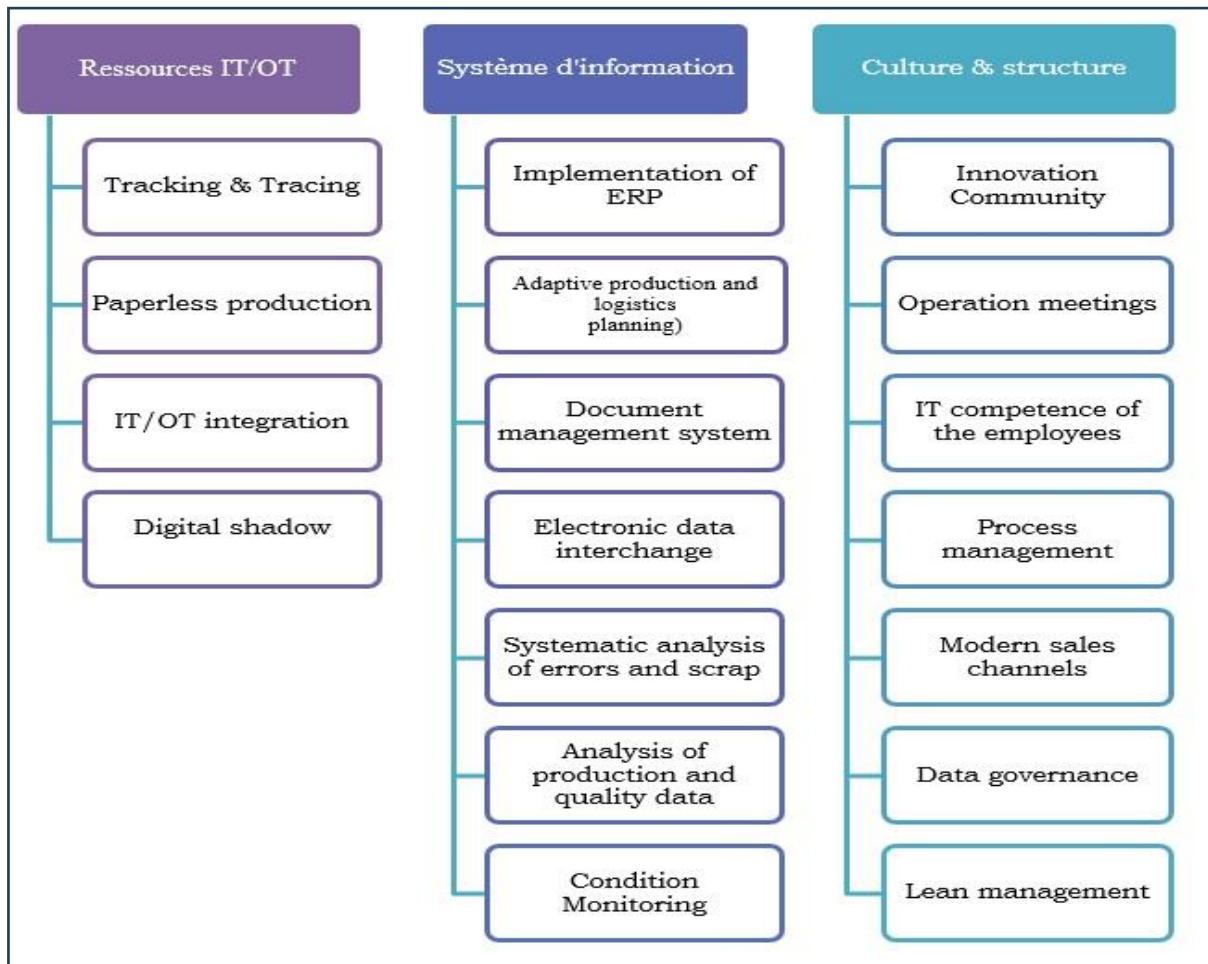 Ressources IT/OT
Tracking & Tracing
Paperless production
IT/OT integration
Digital shadow
Système d'information
Implementation of
ERP
Adaptive production and
logistics
planning)
Document
management system
Electronic data
interchange
Systematic analysis
of errors and scrap
Analysis of
production and
quality data
Condition
Monitoring
Culture & structure
Innovation
Community
Operation meetings
IT competence of
the employees
Process
management
Modern sales
channels
Data governance
Lean management